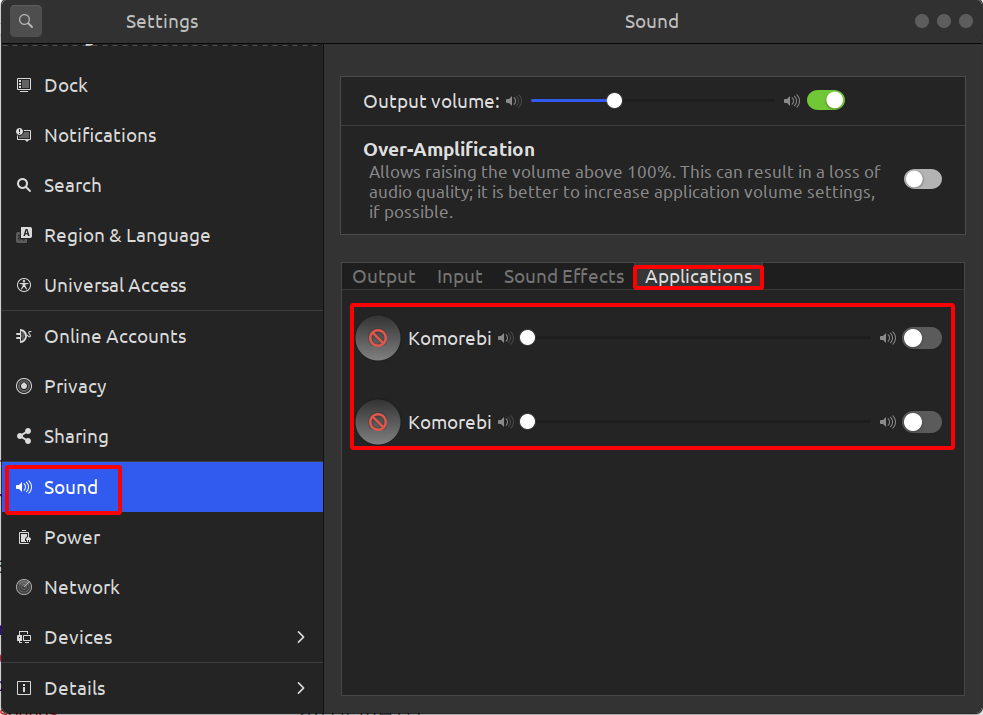 Settings
Sound
Dock
Notifications
Search
Region & Language
Universal Access
Online Accounts
Privacy
Sharing
Sound
Power
Network
Devices
Details
Output volume:
Over-Amplification
Allows raising the volume above 100%. This can result in a loss of
audio quality; it is better to increase application volume settings,
if possible.
Output Input Sound Effects Applications
Komorebi
Komorebi